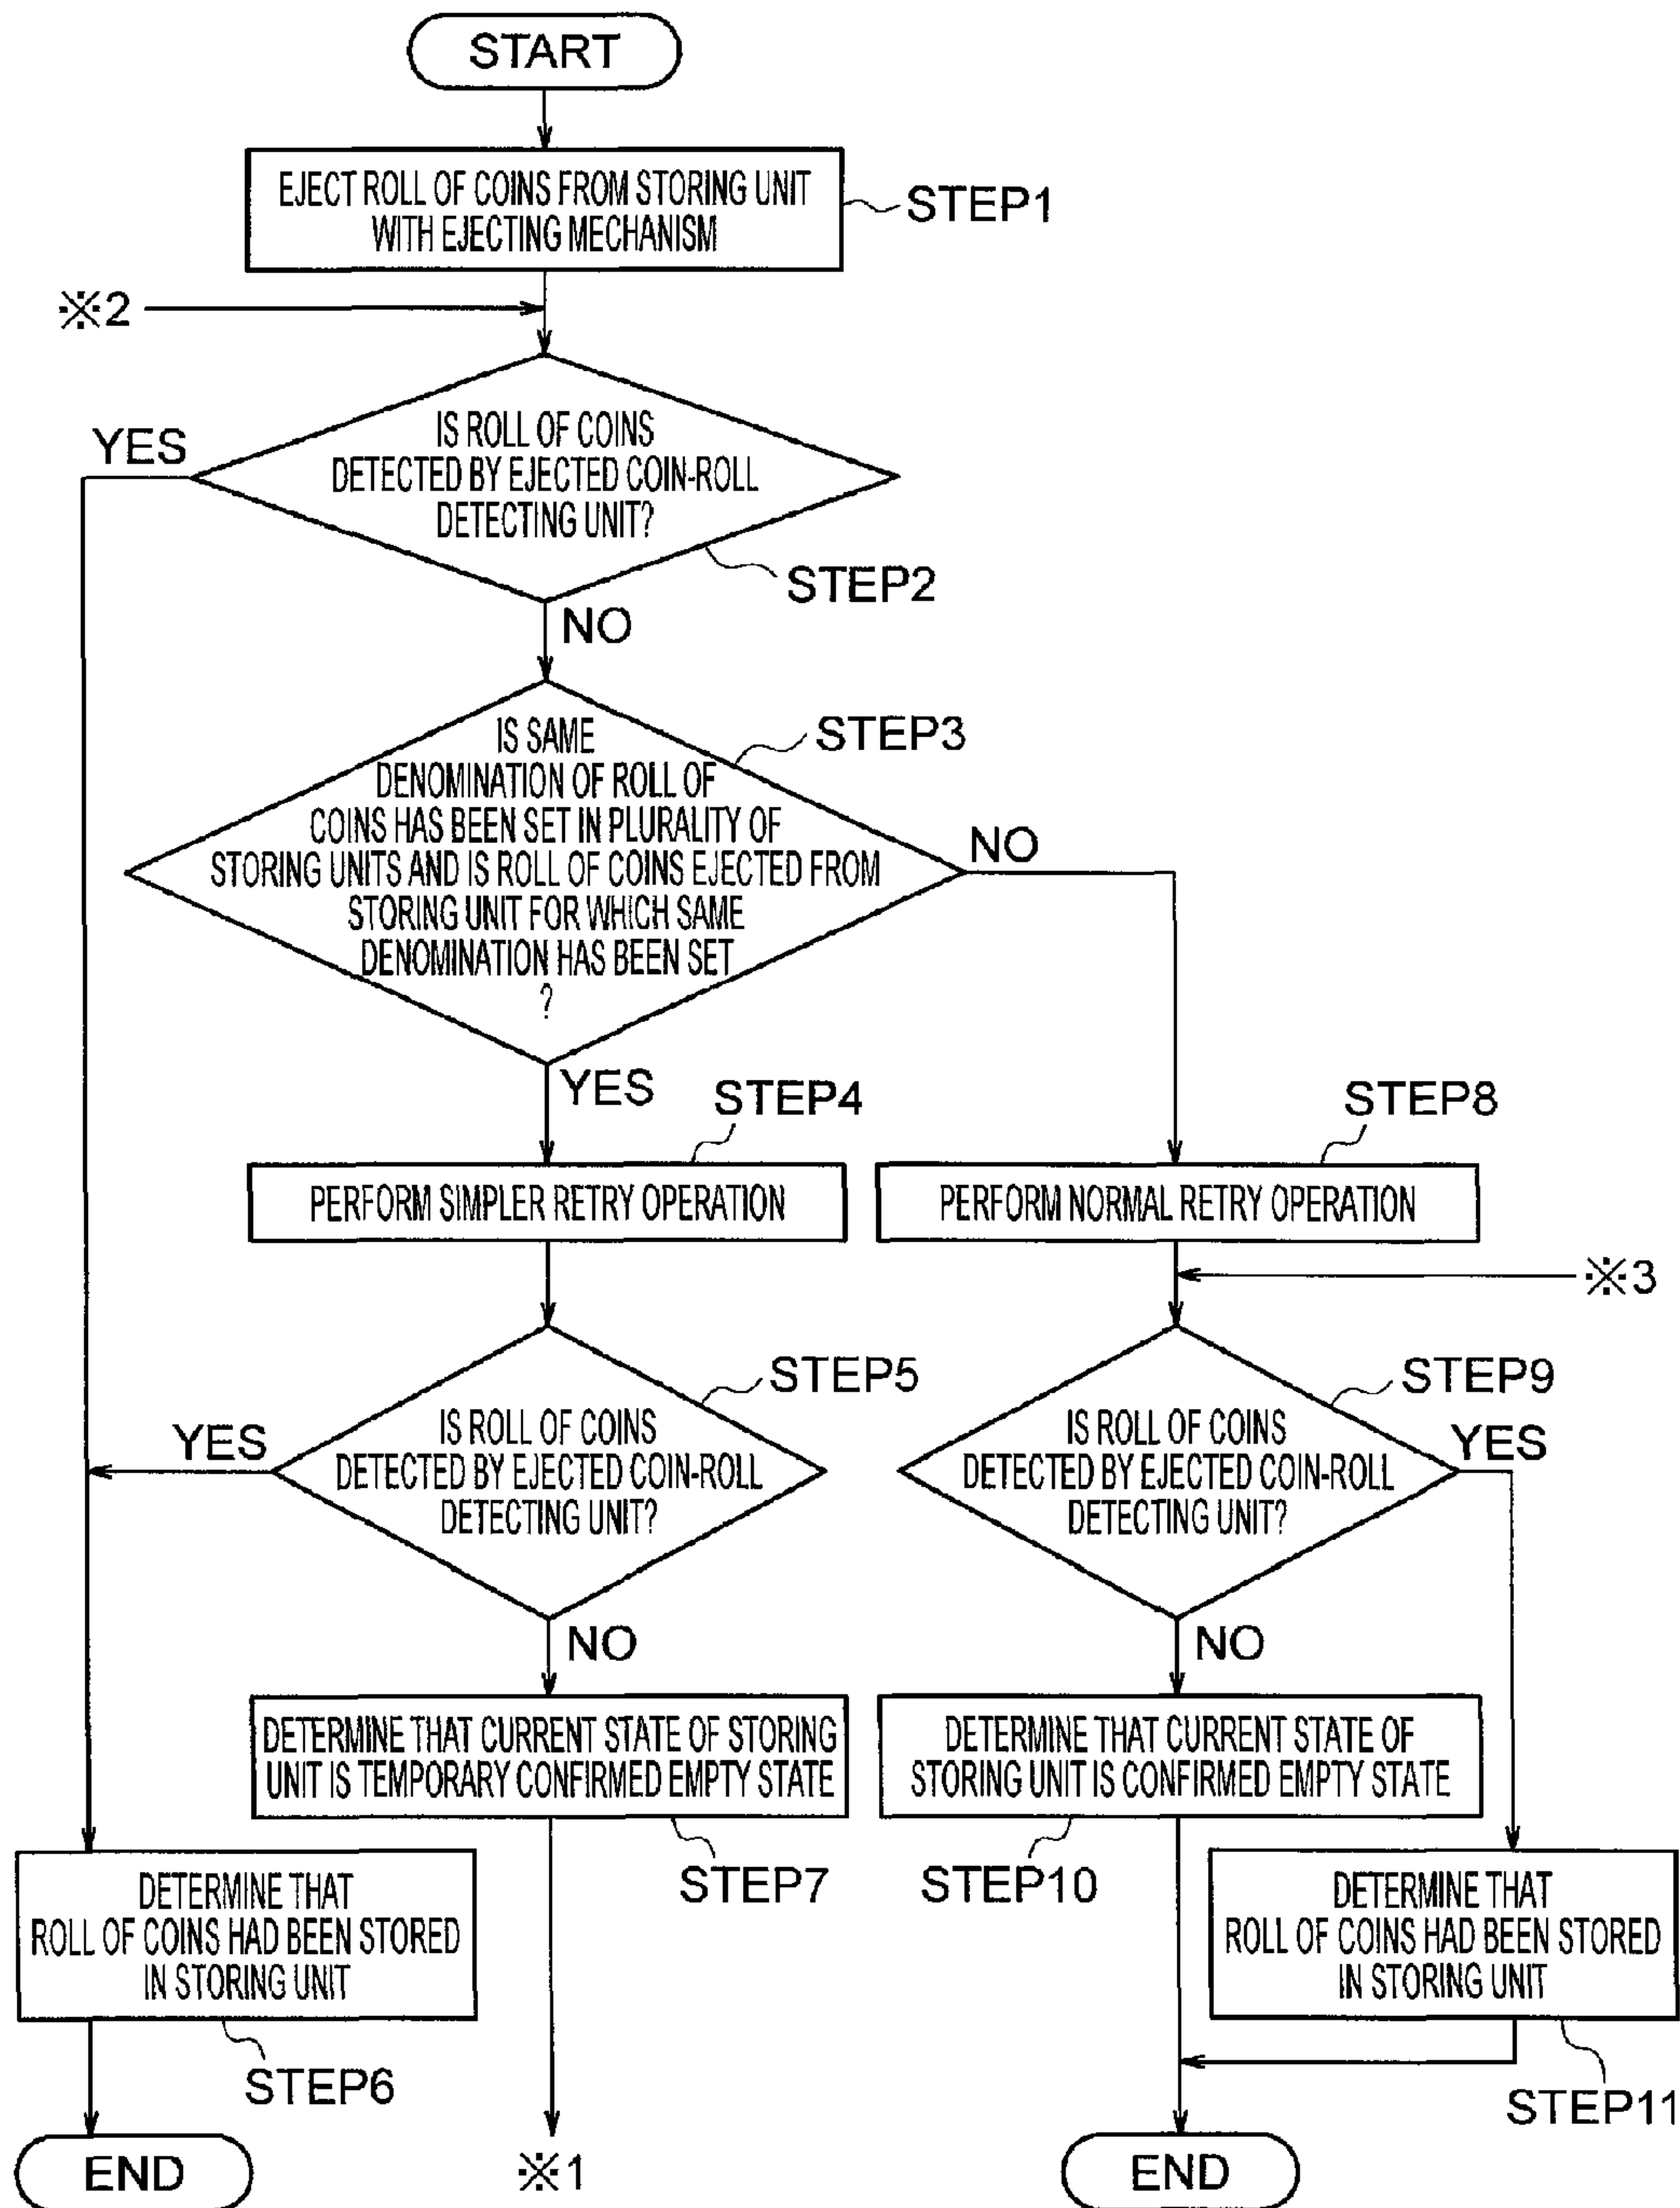 START
EJECT ROLL OF COINS FROM STORING UNIT
WITH EJECTING MECHANISM
STEP1
※2
IS ROLL OF COINS
DETECTED BY EJECTED COIN-ROLL
DETECTING UNIT?
YES
STEP2
NO
IS SAME
DENOMINATION OF ROLL OF
COINS HAS BEEN SET IN PLURALITY OF
STORING UNITS AND IS ROLL OF COINS EJECTED FROM
STORING UNIT FOR WHICH SAME
DENOMINATION HAS BEEN SET
?
STEP3
NO
YES
STEP4
STEP8
PERFORM SIMPLER RETRY OPERATION
PERFORM NORMAL RETRY OPERATION
※3
STEP5
STEP9
YES
IS ROLL OF COINS
DETECTED BY EJECTED COIN-ROLL
DETECTING UNIT?
IS ROLL OF COINS
DETECTED BY EJECTED COIN-ROLL
DETECTING UNIT?
YES
NO
NO
DETERMINE THAT CURRENT STATE OF STORING
UNIT IS TEMPORARY CONFIRMED EMPTY STATE
DETERMINE THAT CURRENT STATE OF
STORING UNIT IS CONFIRMED EMPTY STATE
STEP7
STEP10
DETERMINE THAT
ROLL OF COINS HAD BEEN STORED
IN STORING UNIT
DETERMINE THAT
ROLL OF COINS HAD BEEN STORED
IN STORING UNIT
STEP6
STEP11
END
※1
END